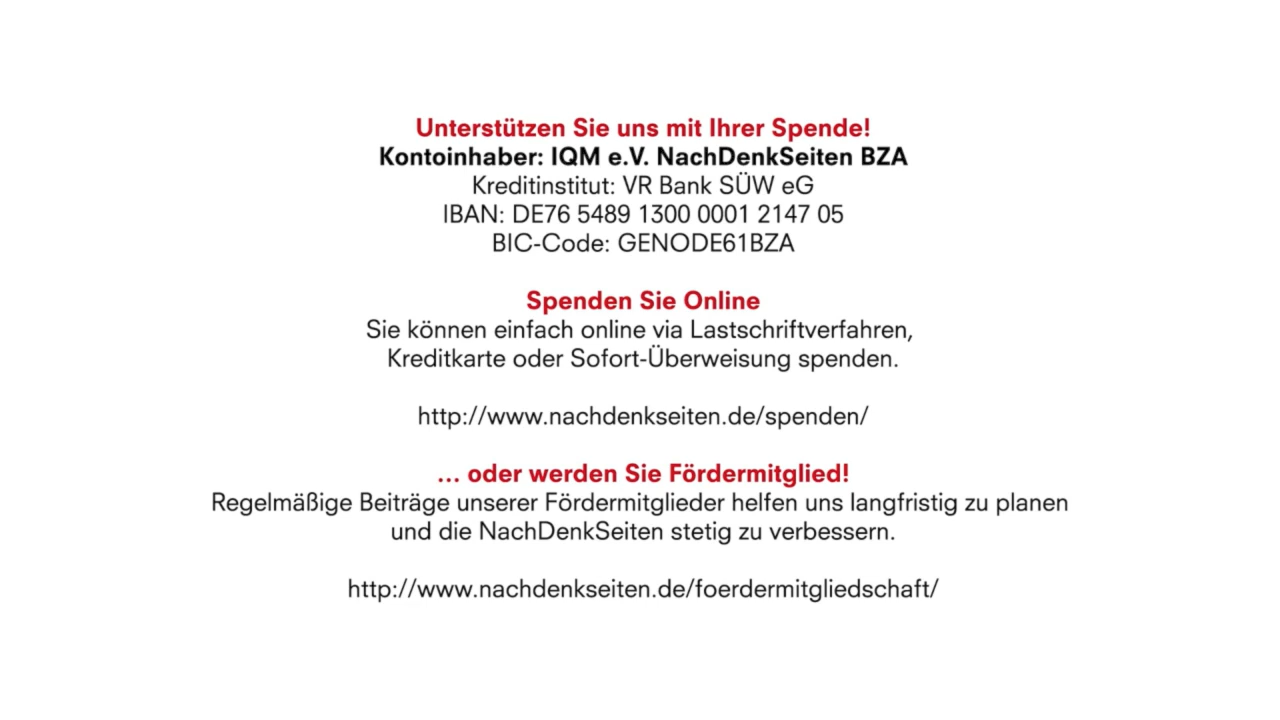 Unterstützen Sie uns mit Ihrer Spende!
Kontoinhaber: IQM e.V. NachDenkSeiten BZA
Kreditinstitut: VR Bank SÜW eG
IBAN: DE76 5489 1300 0001 2147 05
BIC-Code: GENODE61BZA
Spenden Sie Online
Sie können einfach online via Lastschriftverfahren,
Kreditkarte oder Sofort-Überweisung spenden.
http://www.nachdenkseiten.de/spenden/
... oder werden Sie Fördermitglied!
Regelmäßige Beiträge unserer Fördermitglieder helfen uns langfristig zu planen
und die NachDenkSeiten stetig zu verbessern.
http://www.nachdenkseiten.de/foerdermitgliedschaft/